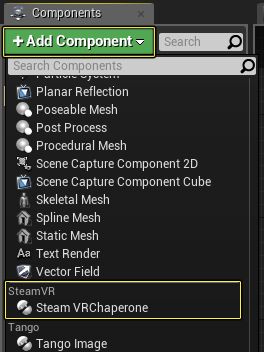 Components
+ Add Component
Search
Search Components
Particle System
Planar Reflection
Poseable Mesh
Post Process
Procedural Mesh
Scene Capture Component 2D
Scene Capture Component Cube
Skeletal Mesh
Spline Mesh
Static Mesh
Aa Text Render
Vector Field
SteamVR
Steam VRChaperone
Tango
Tango Image